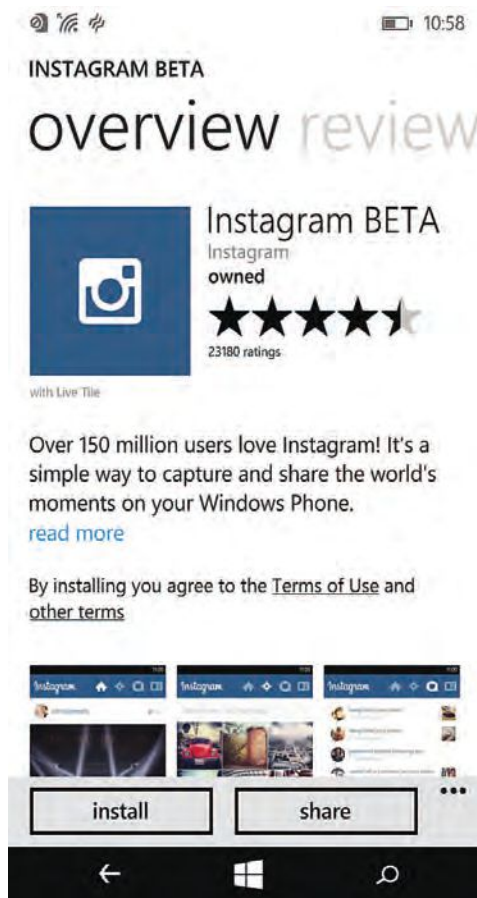 10:58
INSTAGRAM BETA
overview review
Instagram BETA
Instagram
owned
23180 ratings
with Live Tile
Over 150 million users love Instagram! It's a
simple way to capture and share the world's
moments on your Windows Phone.
read more
By installing you agree to the Terms of Use and
other terms
Instagram Instagram Instagram
install share